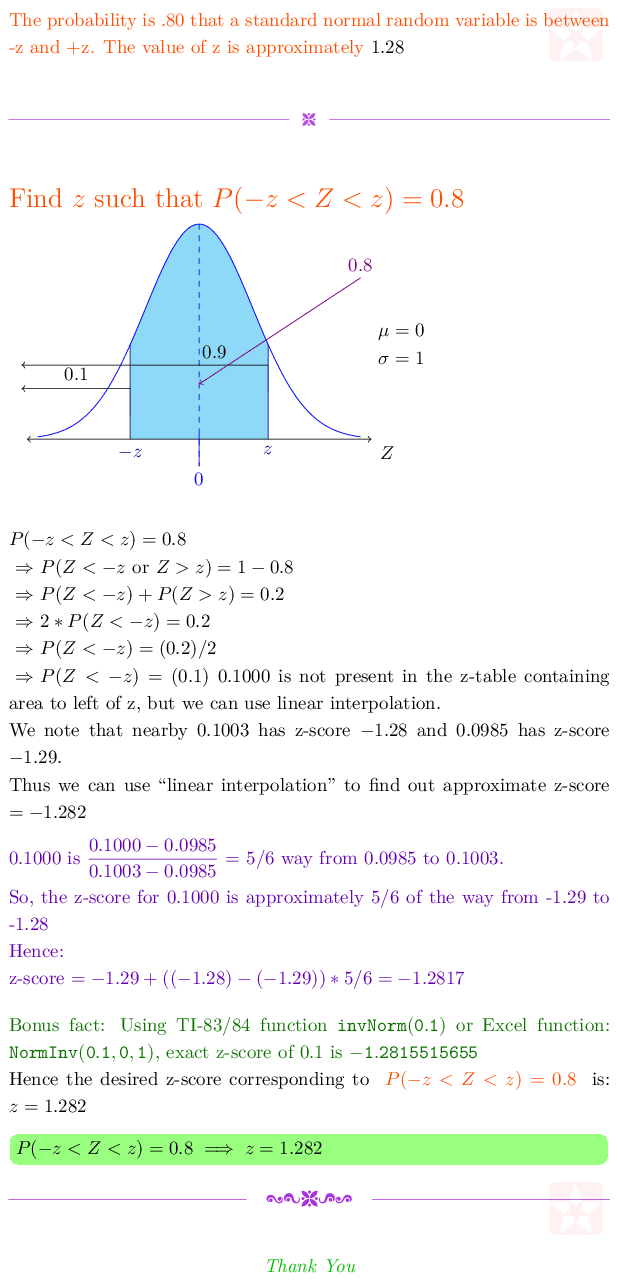 The probability is .80 that a standard normal random variable is between
-z and +z. The value of z is approximately 1.28
Find z such that P(−z < Z < z) = 0.8
0.8
μ = 0
σ = 1
0.9
0.1
−z
z
Z
0
P(−z < Z < z) = 0.8
⇒ P(Z < −z or Z > z) = 1 − 0.8
⇒ P(Z < −z) + P(Z > z) = 0.2
⇒ 2 ∗ P(Z < −z) = 0.2
⇒ P(Z < −z) = (0.2)/2
⇒ P(Z < −z) = (0.1) 0.1000 is not present in the z-table containing
area to left of z, but we can use linear interpolation.
We note that nearby 0.1003 has z-score −1.28 and 0.0985 has z-score
−1.29.
Thus we can use “linear interpolation” to find out approximate z-score
= −1.282
0.1000 is (0.1000 − 0.0985)/(0.1003 − 0.0985) = 5/6 way from 0.0985 to 0.1003.
So, the z-score for 0.1000 is approximately 5/6 of the way from -1.29 to
-1.28
Hence:
z-score = −1.29 + ((−1.28) − (−1.29)) ∗ 5/6 = −1.2817
Bonus fact: Using TI-83/84 function invNorm(0.1) or Excel function:
NormInv(0.1, 0, 1), exact z-score of 0.1 is −1.2815515655
Hence the desired z-score corresponding to P(−z < Z < z) = 0.8 is:
z = 1.282
P(−z < Z < z) = 0.8 ⟹ z = 1.282
Thank You